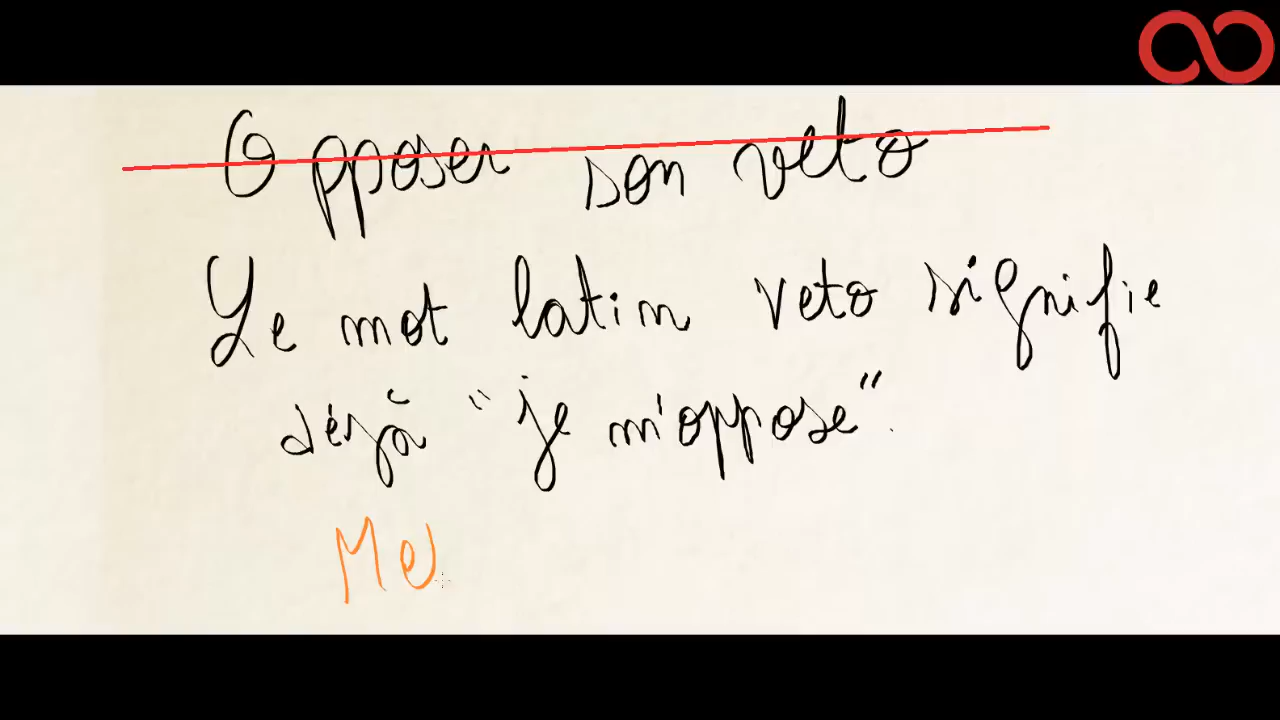 Opposer son veto
Le mot latin veto signifie
déjà "je m'oppose".
Me